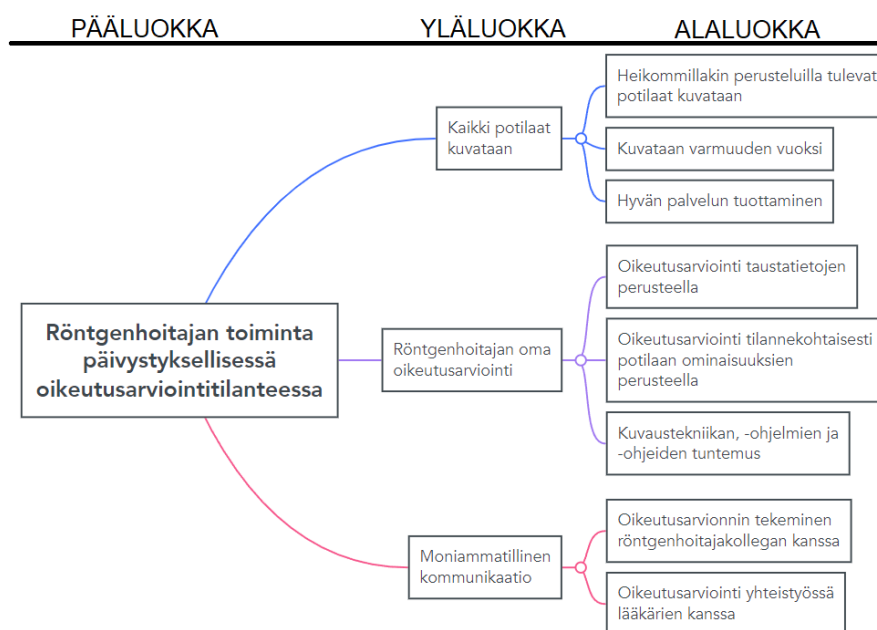 PÄÄLUOKKA
YLÄLUOKKA
ALALUOKKA
Röntgenhoitajan toiminta
päivystyksellisessä
oikeutusarviointitilanteessa
Kaikki potilaat
kuvataan
Heikommillakin perusteluilla tulevat
potilaat kuvataan
Kuvataan varmuuden vuoksi
Hyvän palvelun tuottaminen
Röntgenhoitajan oma
oikeutusarviointi
Oikeutusarviointi taustatietojen
perusteella
Oikeutusarviointi tilannekohtaisesti
potilaan ominaisuuksien
perusteella
Kuvaustekniikan, -ohjelmien ja
-ohjeiden tuntemus
Moniammatillinen
kommunikaatio
Oikeutusarvionnin tekeminen
röntgenhoitajakollegan kanssa
Oikeutusarviointi yhteistyössä
lääkärien kanssa